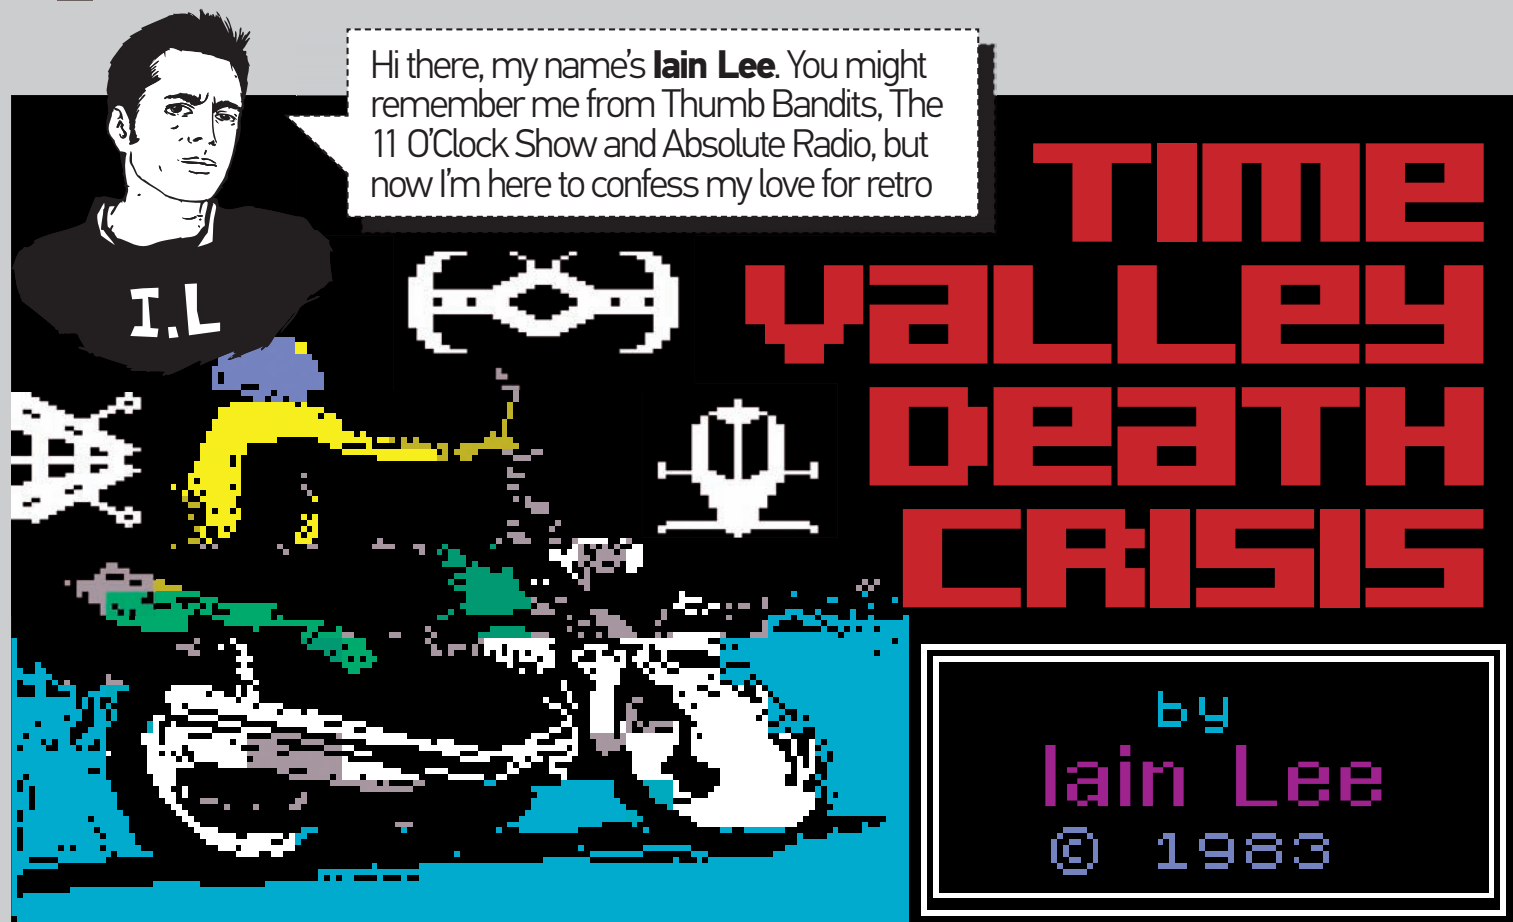 Hi there, my name's Iain Lee. You might
remember me from Thumb Bandits, The
11 O'Clock Show and Absolute Radio, but
now I'm here to confess my love for retro
I.L
TIME
VALLEY
DEATH
CRISIS
by
Iain Lee
© 1983